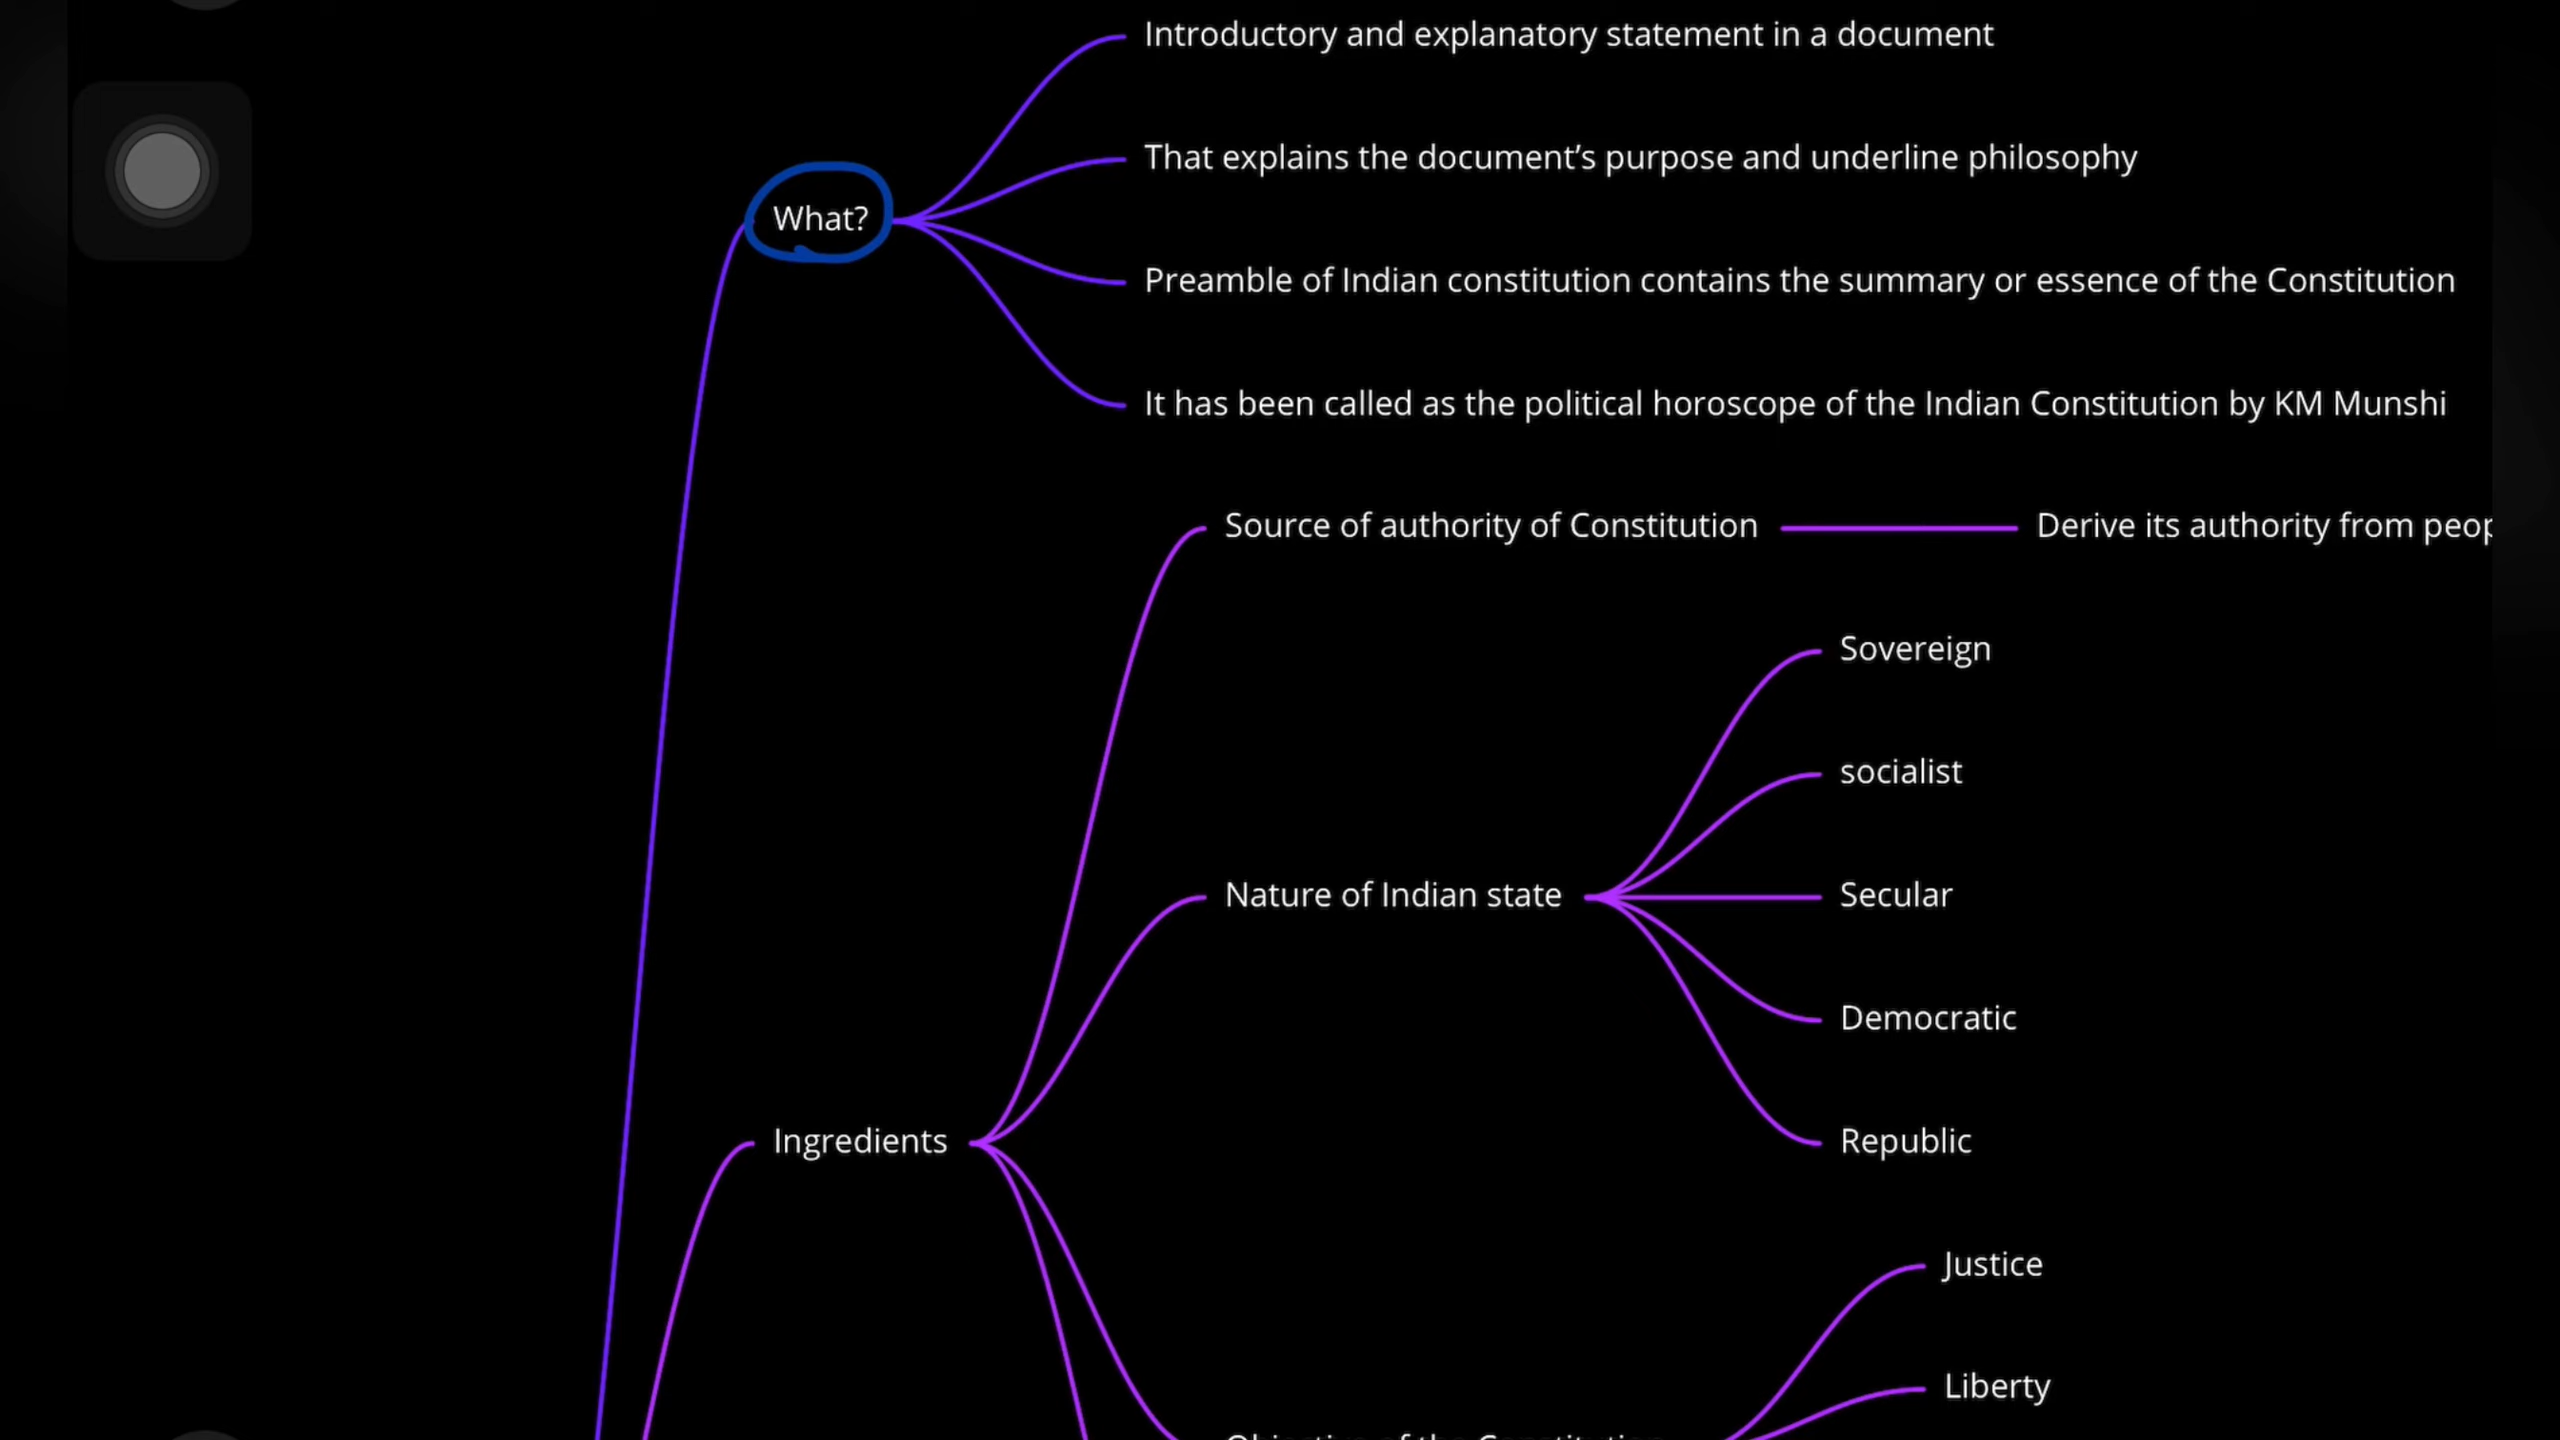 Introductory and explanatory statement in a document
That explains the document’s purpose and underline philosophy
What?
Preamble of Indian constitution contains the summary or essence of the Constitution
It has been called as the political horoscope of the Indian Constitution by KM Munshi
Source of authority of Constitution
Derive its authority from
Sovereign
socialist
Nature of Indian state
Secular
Democratic
Republic
Ingredients
Justice
Liberty